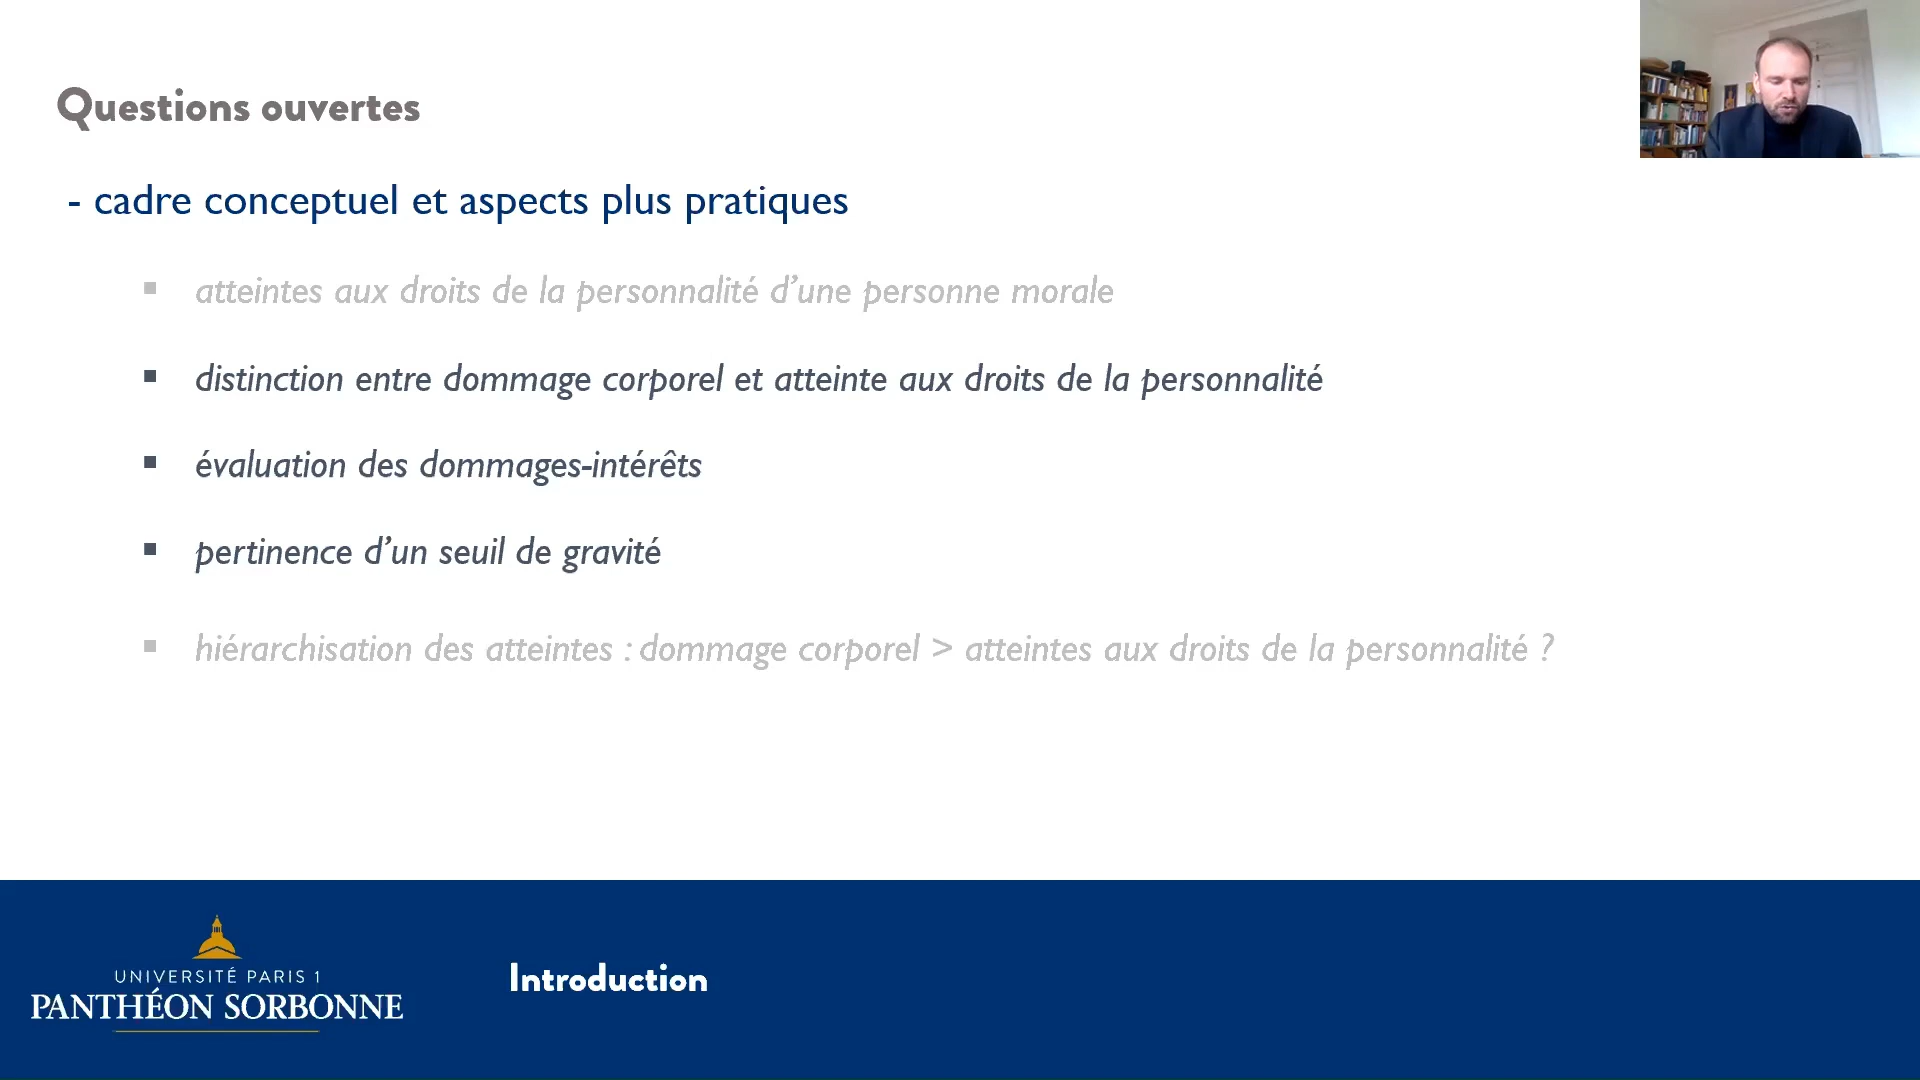 Questions ouvertes
- cadre conceptuel et aspects plus pratiques
▪ atteintes aux droits de la personnalité d’une personne morale
▪ distinction entre dommage corporel et atteinte aux droits de la personnalité
▪ évaluation des dommages-intérêts
▪ pertinence d’un seuil de gravité
▪ hiérarchisation des atteintes : dommage corporel > atteintes aux droits de la personnalité ?
UNIVERSITÉ PARIS 1
PANTHÉON SORBONNE
Introduction